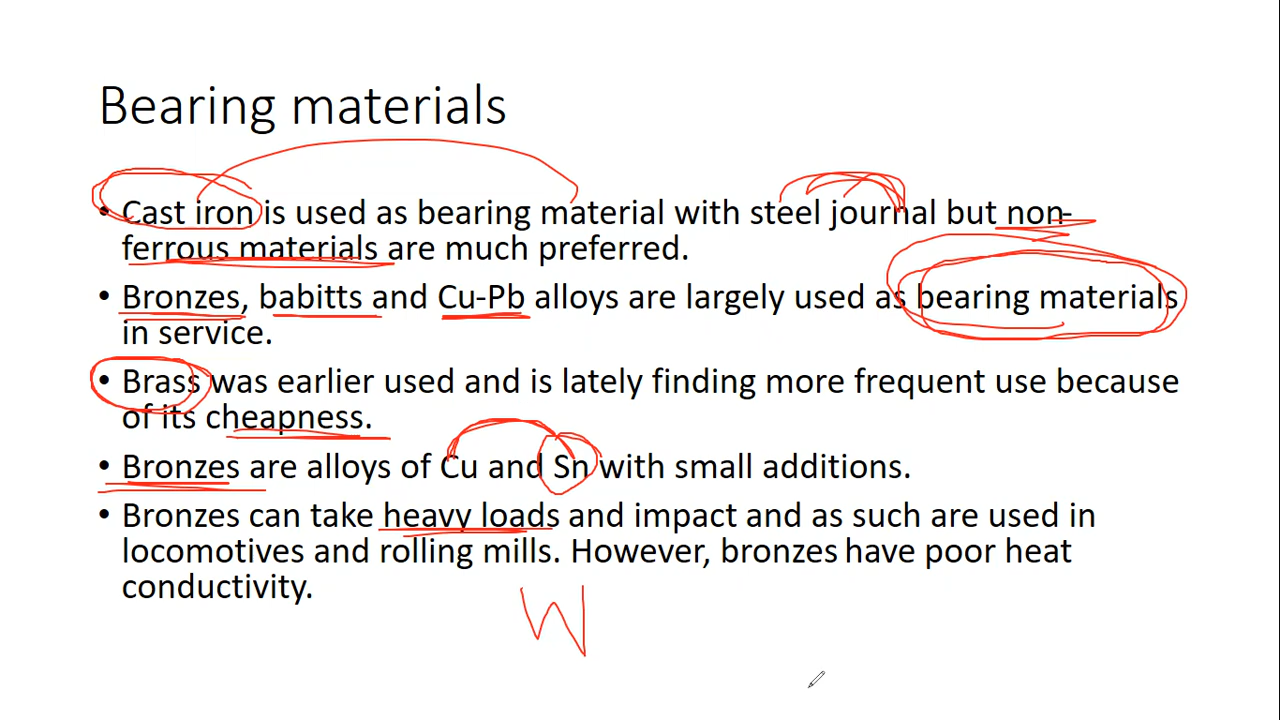 Bearing materials
• Cast iron is used as bearing material with steel journal but non-
ferrous materials are much preferred.
• Bronzes, babitts and Cu-Pb alloys are largely used as bearing materials
in service.
• Brass was earlier used and is lately finding more frequent use because
of its cheapness.
• Bronzes are alloys of Cu and Sn with small additions.
• Bronzes can take heavy loads and impact and as such are used in
locomotives and rolling mills. However, bronzes have poor heat
conductivity.
W